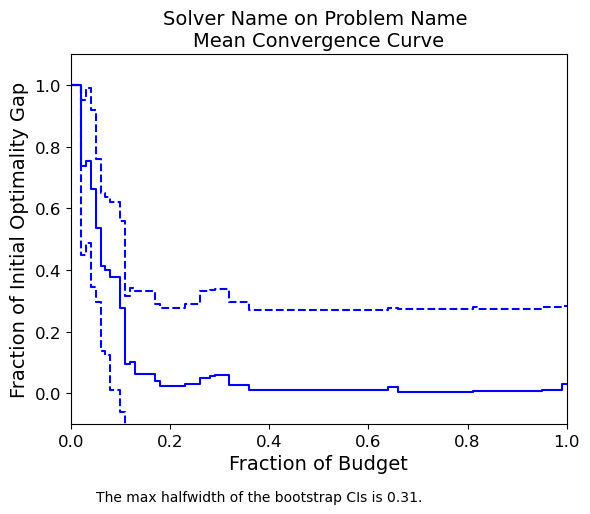 Solver Name on Problem Name
Mean Convergence Curve
Fraction of Initial Optimality Gap
1.0
0.8
0.6
0.4
0.2
0.0
0.0 0.2 0.4 0.6 0.8 1.0
Fraction of Budget
The max halfwidth of the bootstrap CIs is 0.31.